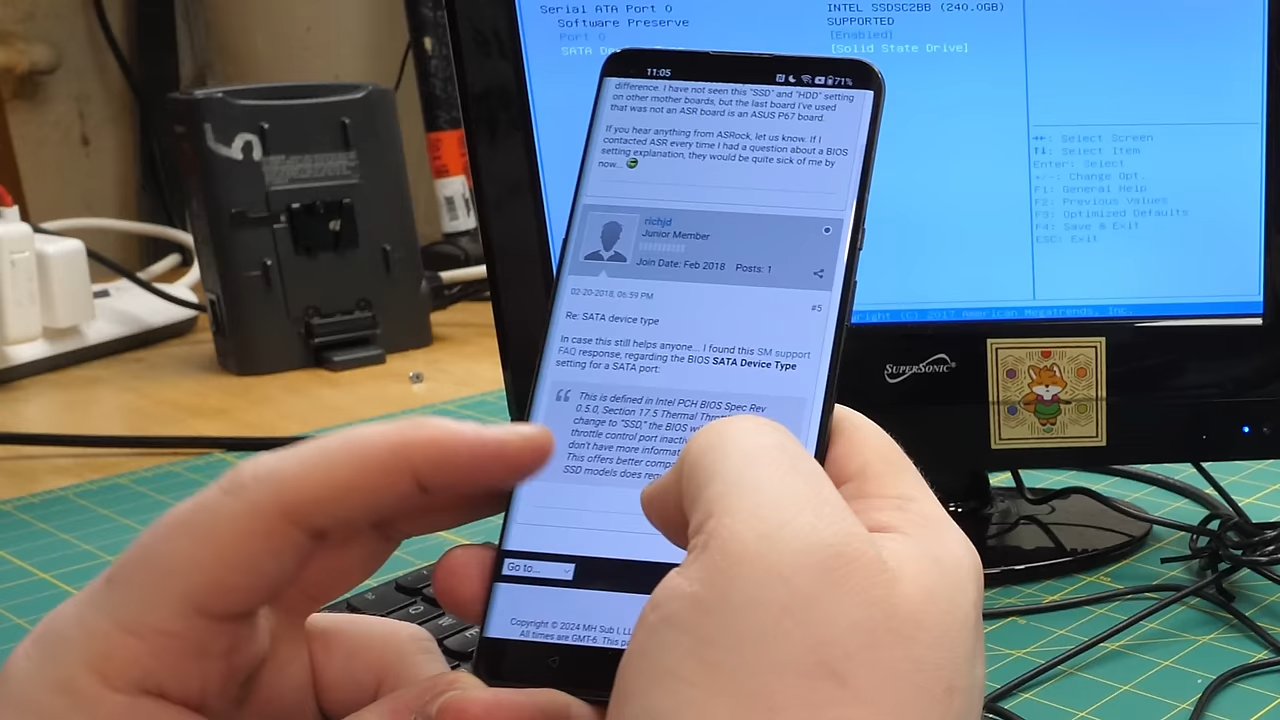 Serial ATA Port 0
INTEL SSDSC2BB (240.0GB)
Software Preserve
SUPPORTED
Port 0
[Enabled]
SATA De
[Solid State Drive]
: Select Screen
: Select Item
Enter: Select
+/-: Change Opt.
F1: General Help
F2: Previous Values
F3: Optimized Defaults
F4: Save & Exit
ESC: Exit
right (C) 2017 American Megatrends, Inc.
SUPERSONIC®
11:05
71%
difference. I have not seen this "SSD" and "HDD" setting
on other mother boards, but the last board I've used
that was not an ASR board is an ASUS P67 board.
If you hear anything from ASRock, let us know. If I
contacted ASR every time I had a question about a BIOS
setting explanation, they would be quite sick of me by
now...
richjd
Junior Member
Join Date: Feb 2018 Posts: 1
02-20-2018, 06:59 PM
#5
Re: SATA device type
In case this still helps anyone... I found this SM support
FAQ response, regarding the BIOS SATA Device Type
setting for a SATA port:
This is defined in Intel PCH BIOS Spec Rev
0.5.0, Section 17.5 Thermal Thro
change to "SSD," the BIOS wi
throttle control port inactiv
don't have more informat
This offers better compa
SSD models does req
Go to...
Copyright © 2024 MH Sub I, LL
All times are GMT-6. This p
Q
W
E